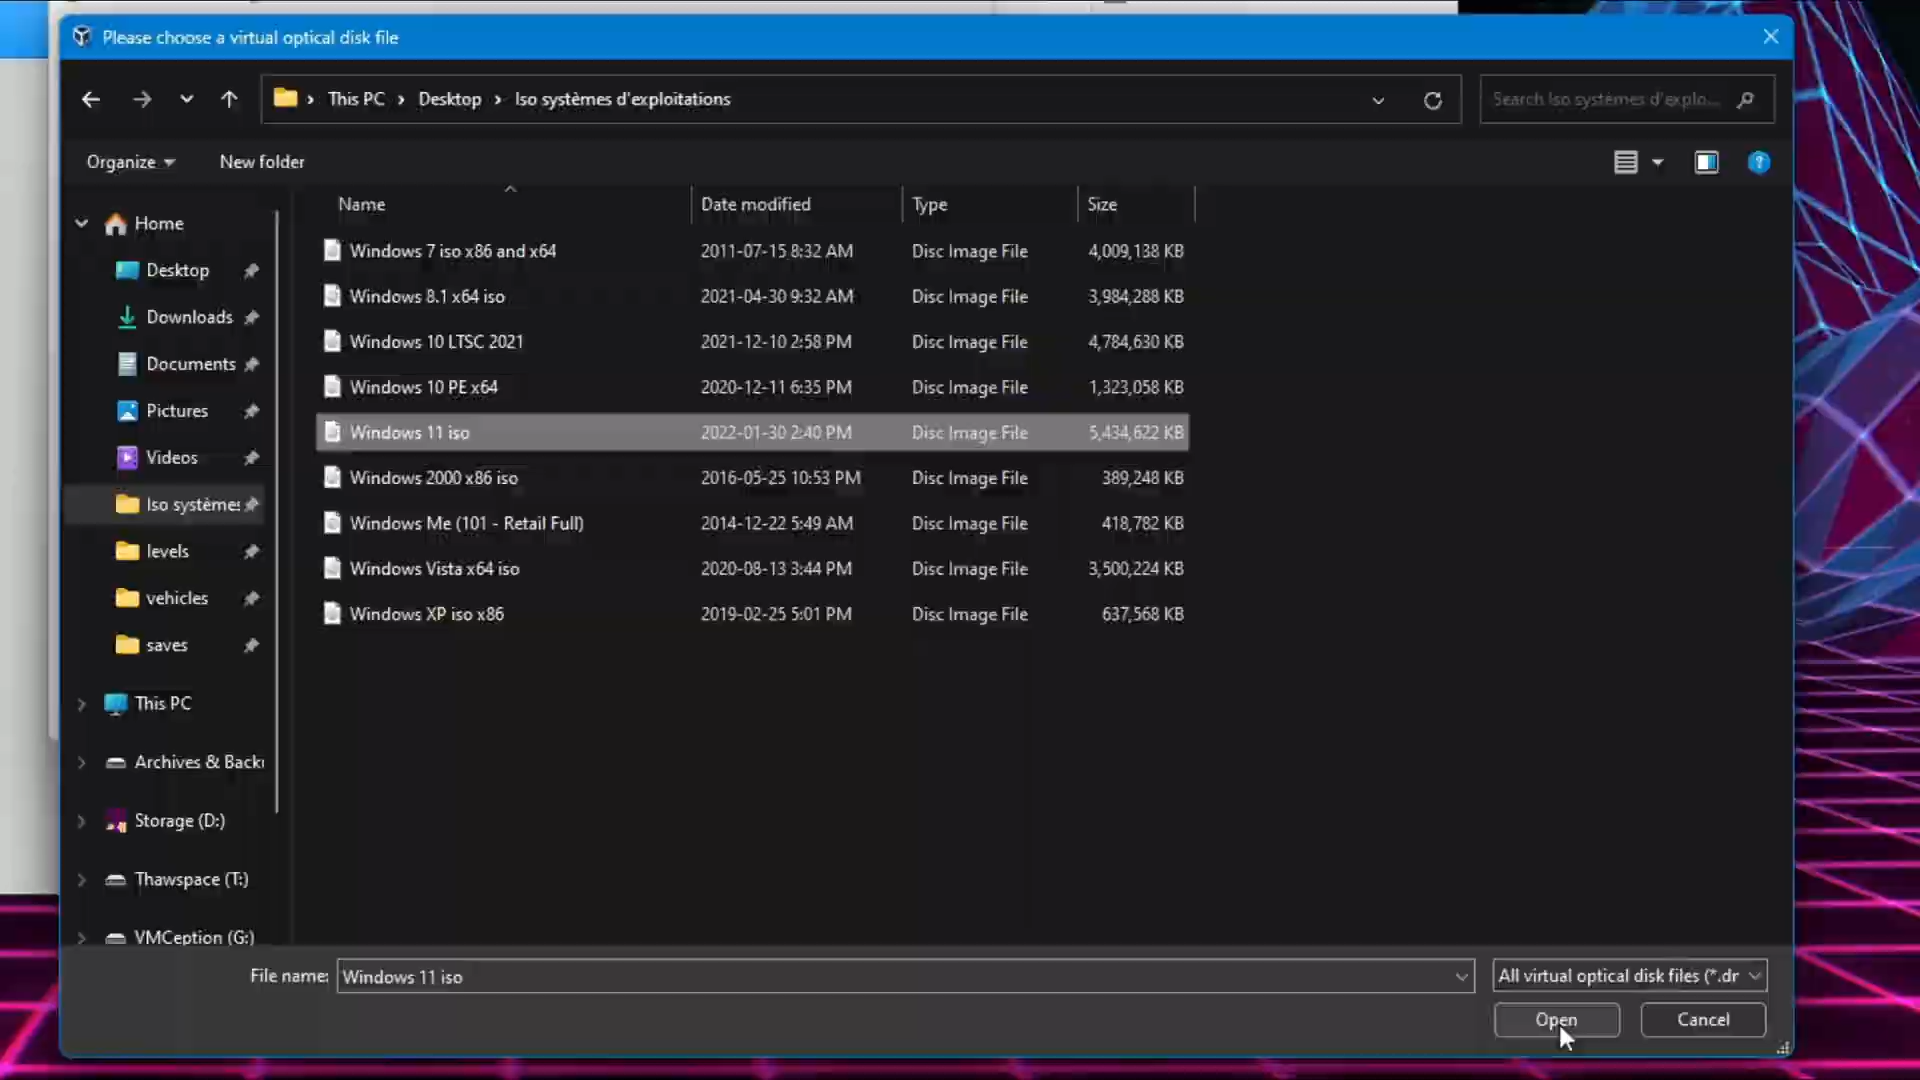 Please choose a virtual optical disk file
This PC > Desktop > Iso systèmes d'exploitations
Search Iso systèmes d'explo...
Organize
New folder
Name Date modified Type Size
Home
Desktop
Downloads
Documents
Pictures
Videos
Iso système:
levels
vehicles
saves
This PC
Archives & Back
Storage (D:)
Thawspace (T:)
VMCeption (G:)
Windows 7 iso x86 and x64 2011-07-15 8:32 AM Disc Image File 4,009,138 KB
Windows 8.1 x64 iso 2021-04-30 9:32 AM Disc Image File 3,984,288 KB
Windows 10 LTSC 2021 2021-12-10 2:58 PM Disc Image File 4,784,630 KB
Windows 10 PE x64 2020-12-11 6:35 PM Disc Image File 1,323,058 KB
Windows 11 iso 2022-01-30 2:40 PM Disc Image File 5,434,622 KB
Windows 2000 x86 iso 2016-05-25 10:53 PM Disc Image File 389,248 KB
Windows Me (101 - Retail Full) 2014-12-22 5:49 AM Disc Image File 418,782 KB
Windows Vista x64 iso 2020-08-13 3:44 PM Disc Image File 3,500,224 KB
Windows XP iso x86 2019-02-25 5:01 PM Disc Image File 637,568 KB
File name: Windows 11 iso
All virtual optical disk files (*.dr
Open Cancel